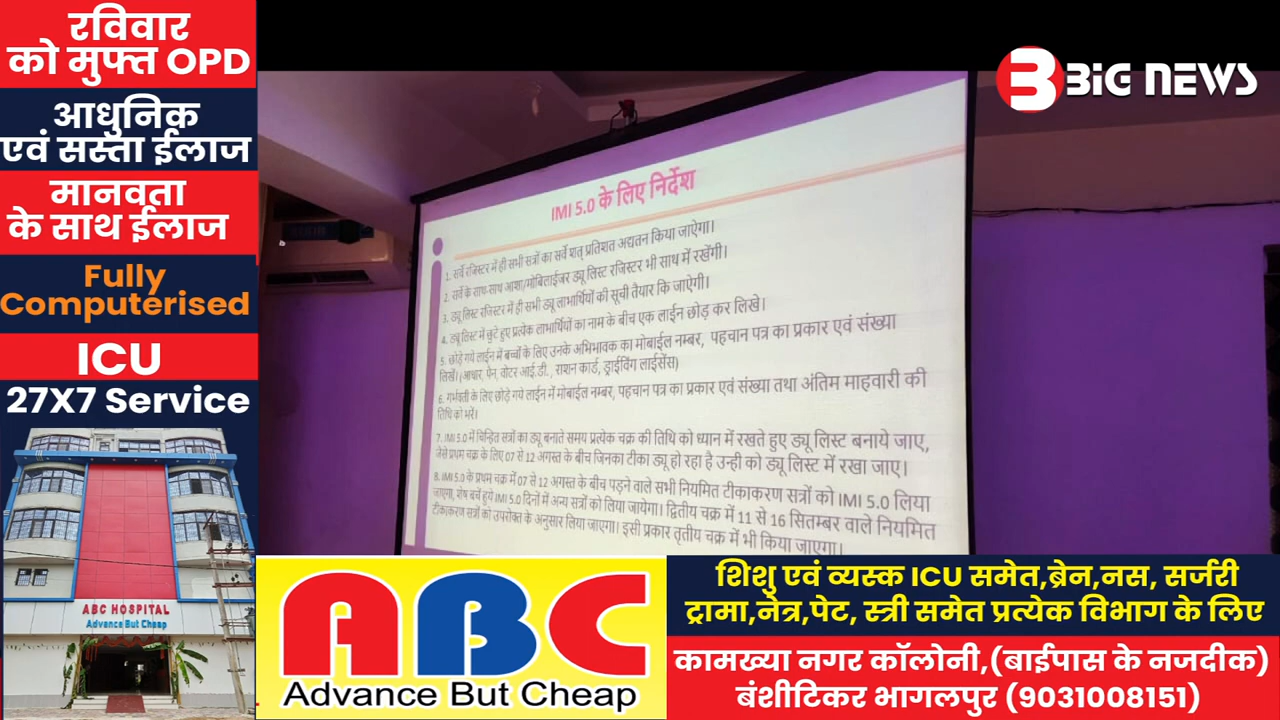 रविवार
को मुफ्त OPD
आधुनिक
एवं सस्ता ईलाज
मानवता
के साथ ईलाज
Fully
Computerised
ICU
27X7 Service
ABC HOSPITAL
Advance But Cheap
3 BiG NEWS
IMI 5.0 के लिए निर्देश
1. सर्वे रजिस्टर में ही सभी सत्रों का सर्वे शत् प्रतिशत अद्यतन किया जाऐगा।
2. सर्वे के साथ-साथ आशा/मोबिलाईजर ड्यू लिस्ट रजिस्टर भी साथ में रखेंगी।
3. ड्यू लिस्ट रजिस्टर में ही सभी ड्यू लाभार्थियों की सूची तैयार कि जाऐगी।
4. ड्यू लिस्ट में छुटे हुए प्रत्येक लाभार्थियों का नाम के बीच एक लाईन छोड़ कर लिखे।
5. छोड़े गये लाईन में बच्चों के लिए उनके अभिभावक का मोबाईल नम्बर, पहचान पत्र का प्रकार एवं संख्या
लिखें। (आधार, पेन, वोटर आई.डी. , राशन कार्ड, ड्राईविंग लाईसेंस)
6. गर्भवती के लिए छोड़े गये लाईन में मोबाईल नम्बर, पहचान पत्र का प्रकार एवं संख्या तथा अंतिम माहवारी की
तिथि को भरे।
7. IMI 5.0 में चिन्हित सत्रों का ड्यू बनाते समय प्रत्येक चक्र की तिथि को ध्यान में रखते हुए ड्यू लिस्ट बनाये जाए,
जैसे प्रथम चक्र के लिए 07 से 12 अगस्त के बीच जिनका टीका ड्यू हो रहा है उन्ही को ड्यू लिस्ट में रखा जाए।
8. IMI 5.0 के प्रथम चक्र में 07 से 12 अगस्त के बीच पड़ने वाले सभी नियमित टीकाकरण सत्रों को IMI 5.0 लिया
जाएगा, शेष बचें हुये IMI 5.0 दिनों में अन्य सत्रों को लिया जायेगा। द्वितीय चक्र में 11 से 16 सितम्बर वाले नियमित
टीकाकरण सत्रों को उपरोक्त के अनुसार लिया जाएगा। इसी प्रकार तृतीय चक्र में भी किया जाएगा।
ABC
Advance But Cheap
शिशु एवं व्यस्क ICU समेत,ब्रेन,नस, सर्जरी
ट्रामा,नेत्र,पेट, स्त्री समेत प्रत्येक विभाग के लिए
कामख्या नगर कॉलोनी,(बाईपास के नजदीक)
बंशीटिकर भागलपुर (9031008151)